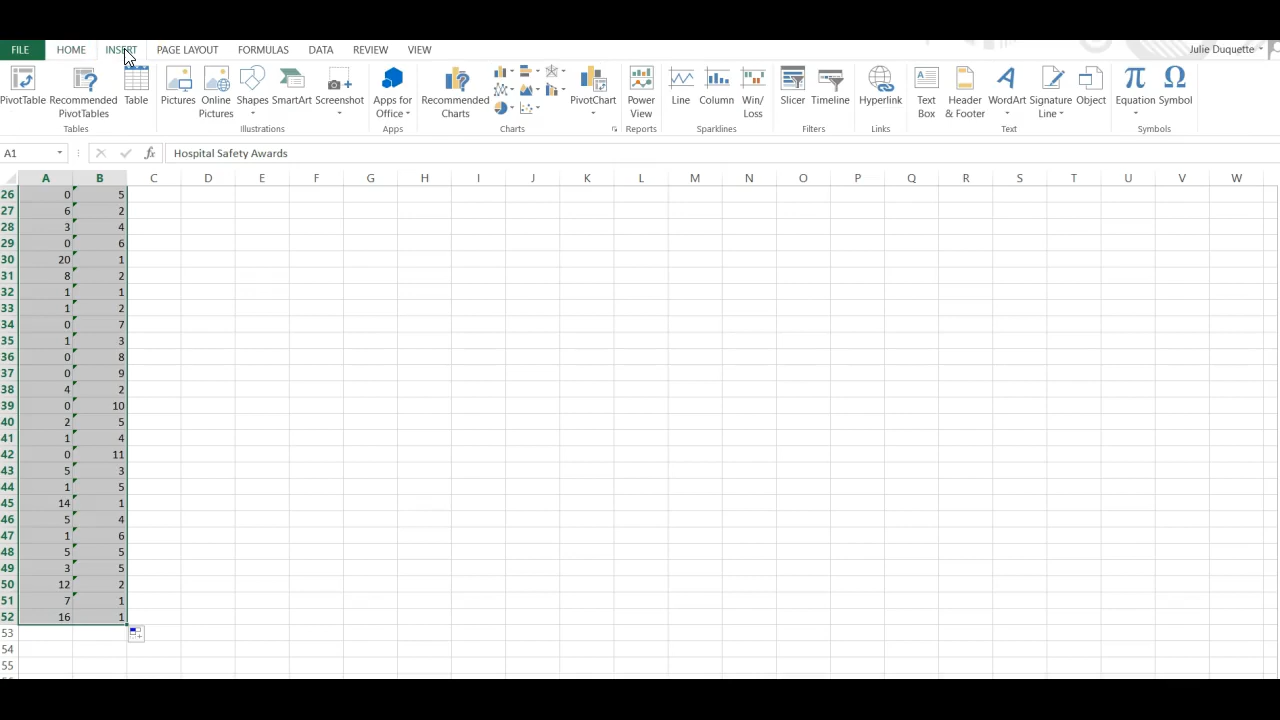 FILE HOME INSERT PAGE LAYOUT FORMULAS DATA REVIEW VIEW Julie Duquette
PivotTable Recommended PivotTables Table Pictures Online Pictures Shapes SmartArt Screenshot Apps for Office Recommended Charts PivotChart Power View Line Column Win/ Loss Slicer Timeline Hyperlink Text Box Header & Footer WordArt Signature Line Object Equation Symbol
Tables Illustrations Apps Charts Reports Sparklines Filters Links Text Symbols
A1 fx Hospital Safety Awards
A B C D E F G H I J K L M N O P Q R S T U V W
26 0 5
27 6 2
28 3 4
29 0 6
30 20 1
31 8 2
32 1 1
33 1 2
34 0 7
35 1 3
36 0 8
37 0 9
38 4 2
39 0 10
40 2 5
41 1 4
42 0 11
43 5 3
44 1 5
45 14 1
46 5 4
47 1 6
48 5 5
49 3 5
50 12 2
51 7 1
52 16 1
53
54
55